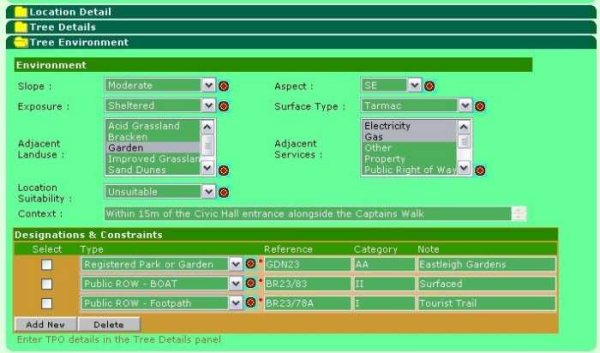 Location Detail
Tree Details
Tree Environment
Environment
Slope : Moderate Aspect : SE
Exposure : Sheltered Surface Type : Tarmac
Adjacent Landuse :
Acid Grassland
Bracken
Garden
Improved Grasslan
Sand Dunes
Adjacent Services :
Electricity
Gas
Other
Property
Public Right of Way
Location Suitability : Unsuitable
Context : Within 15m of the Civic Hall entrance alongside the Captains Walk
Designations & Constraints
Select Type Reference Category Note
Registered Park or Garden * GDN23 AA Eastleigh Gardens
Public ROW - BOAT * BR23/83 II Surfaced
Public ROW - Footpath * BR23/78A I Tourist Trail
Add New Delete
Enter TPO details in the Tree Details panel